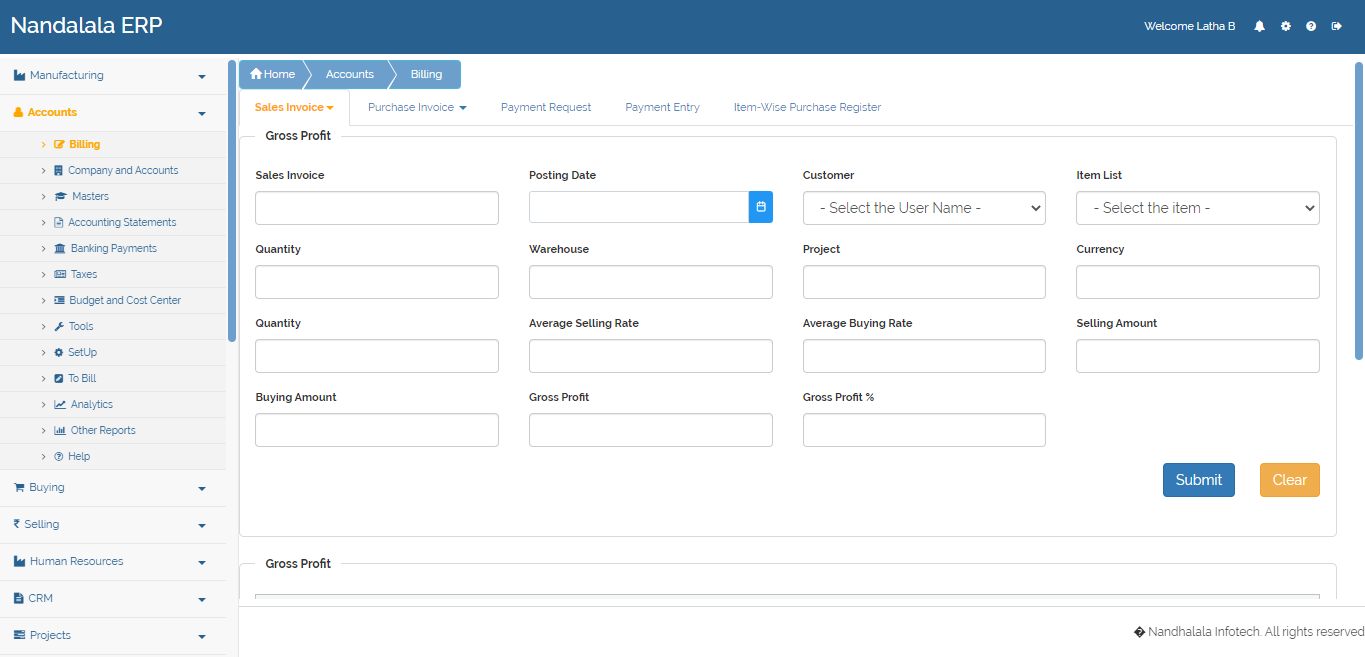 Nandalala ERP
Welcome Latha B
Manufacturing
Accounts
Billing
Company and Accounts
Masters
Accounting Statements
Banking Payments
Taxes
Budget and Cost Center
Tools
SetUp
To Bill
Analytics
Other Reports
Help
Buying
Selling
Human Resources
CRM
Projects
Home Accounts Billing
Sales Invoice Purchase Invoice Payment Request Payment Entry Item-Wise Purchase Register
Gross Profit
Sales Invoice Posting Date Customer Item List
- Select the User Name - - Select the item -
Quantity Warehouse Project Currency
Quantity Average Selling Rate Average Buying Rate Selling Amount
Buying Amount Gross Profit Gross Profit %
Submit Clear
Gross Profit
� Nandhalala Infotech. All rights reserved